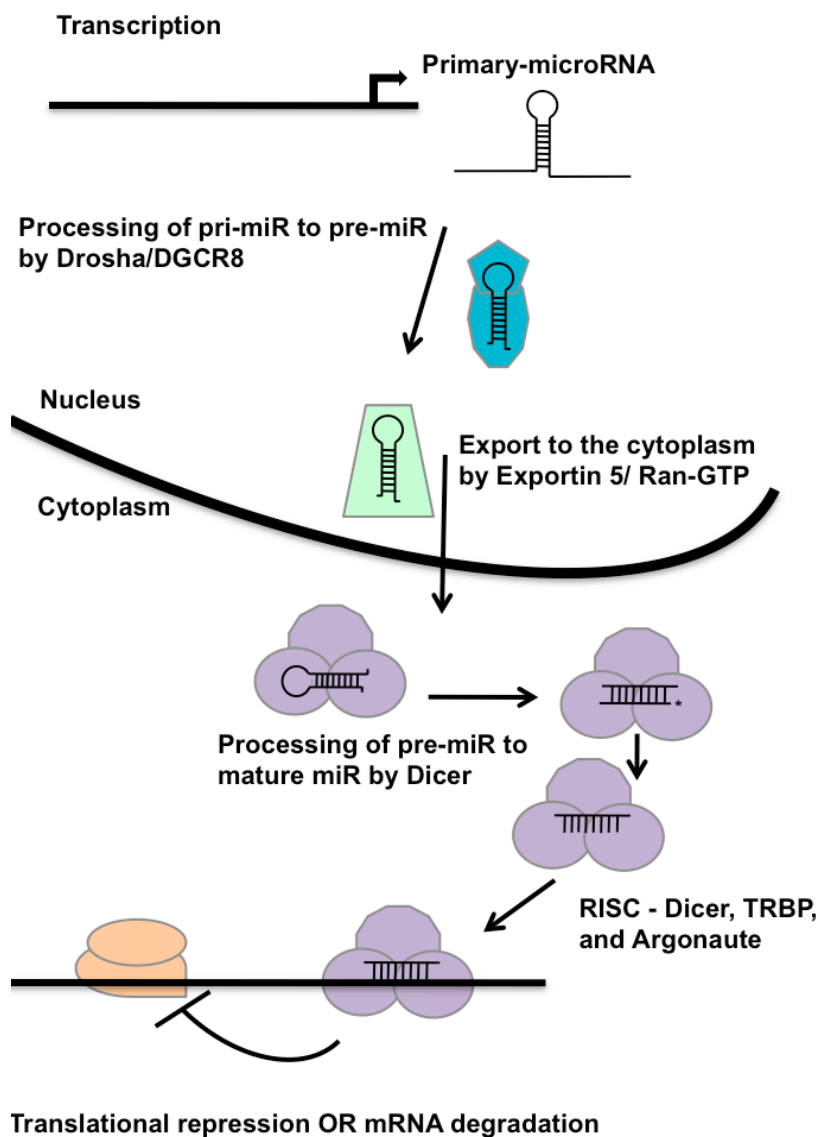 Transcription
Primary-microRNA
Processing of pri-miR to pre-miR
by Drosha/DGCR8
Nucleus
Export to the cytoplasm
by Exportin 5/ Ran-GTP
Cytoplasm
*
Processing of pre-miR to
mature miR by Dicer
RISC - Dicer, TRBP,
and Argonaute
Translational repression OR mRNA degradation